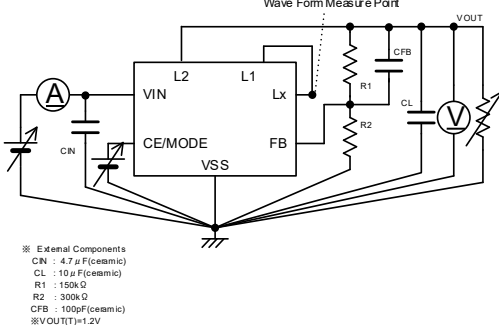 Wave Form Measure Point
VOUT
L2
L1
CFB
R1
A
VIN
Lx
CL
V
CIN
CE/MODE
FB
R2
VSS
※ External Components
CIN : 4.7μF(ceramic)
CL : 10μF(ceramic)
R1 : 150kΩ
R2 : 300kΩ
CFB : 100pF(ceramic)
※VOUT(T)=1.2V